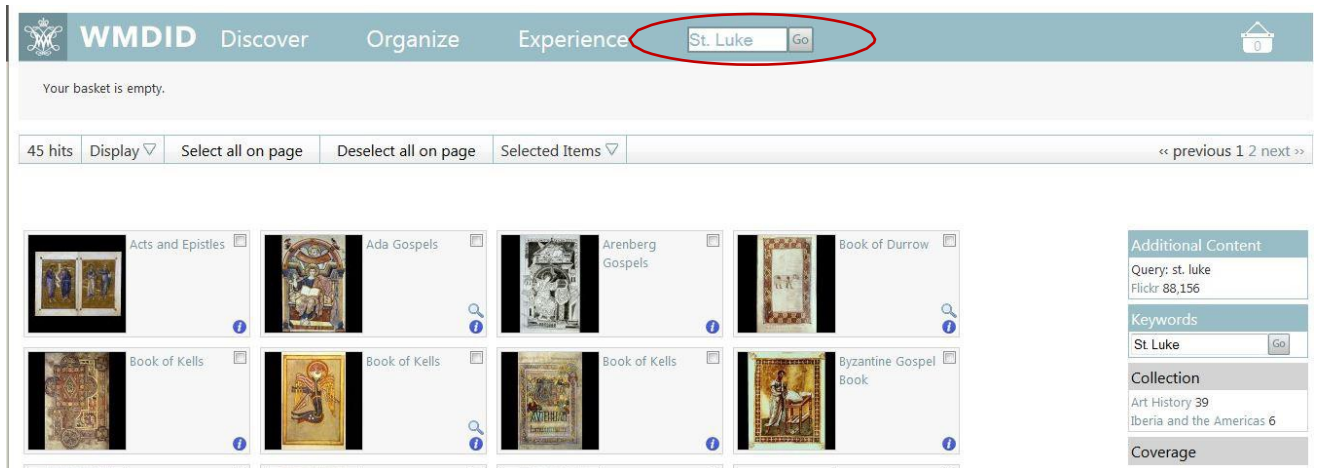 WMDID Discover Organize Experience St. Luke Go 0
Your basket is empty.
45 hits Display ▽ Select all on page Deselect all on page Selected Items ▽ ‹‹ previous 1 2 next ››
Acts and Epistles
Ada Gospels
Arenberg
Gospels
Book of Durrow
Book of Kells
Book of Kells
Book of Kells
Byzantine Gospel
Book
Additional Content
Query: st. luke
Flickr 88,156
Keywords
St Luke Go
Collection
Art History 39
Iberia and the Americas 6
Coverage